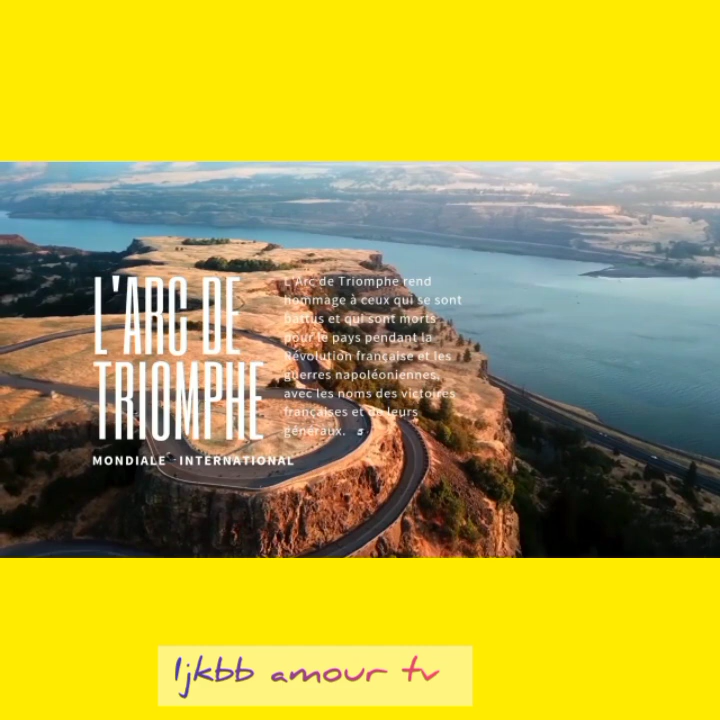 L'ARC DE
TRIOMPHE
MONDIALE INTERNATIONAL
L'Arc de Triomphe rend
hommage à ceux qui se sont
battus et qui sont morts
pour le pays pendant la
Révolution française et les
guerres napoléoniennes,
avec les noms des victoires
françaises et de leurs
généraux.
ljkbb amour tv